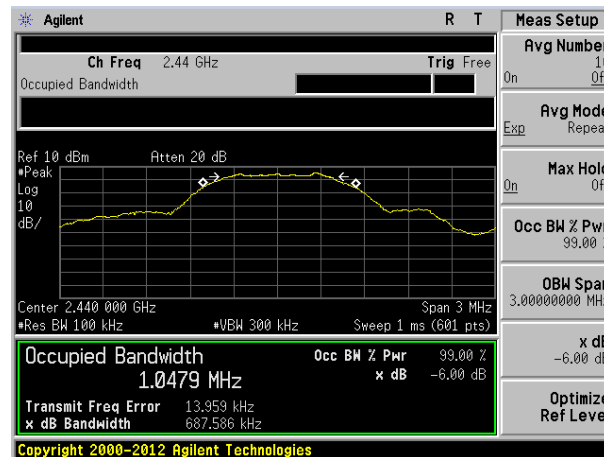 Agilent R T
Meas Setup
Ch Freq 2.44 GHz Trig Free
Occupied Bandwidth
Avg Number
10
On Off
Avg Mode
Exp Repeat
Max Hold
On Off
Occ BW % Pwr
99.00 %
OBW Span
3.00000000 MHz
x dB
-6.00 dB
Optimize
Ref Level
Ref 10 dBm Atten 20 dB
#Peak
Log
10
dB/
Center 2.440 000 GHz Span 3 MHz
#Res BW 100 kHz #VBW 300 kHz Sweep 1 ms (601 pts)
Occupied Bandwidth Occ BW % Pwr 99.00 %
1.0479 MHz x dB -6.00 dB
Transmit Freq Error 13.959 kHz
x dB Bandwidth 687.586 kHz
Copyright 2000-2012 Agilent Technologies